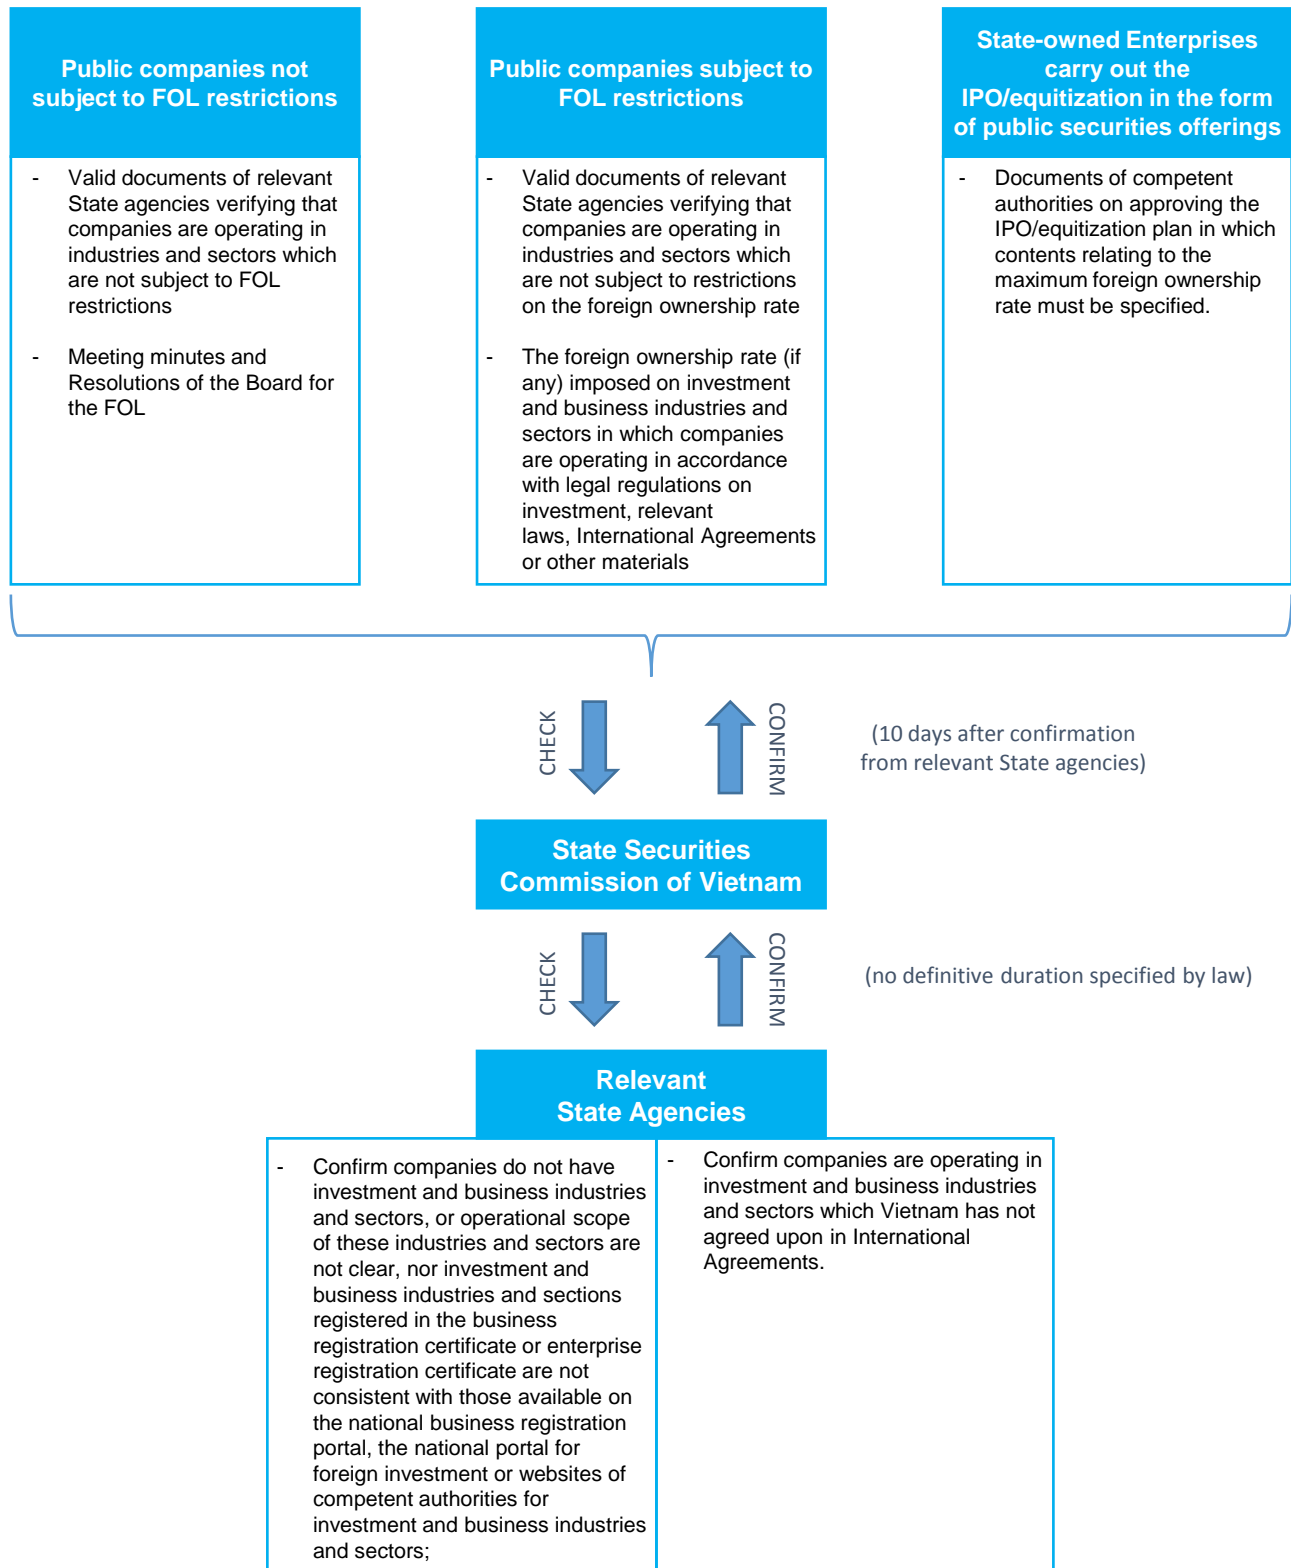 Public companies not
subject to FOL restrictions
- Valid documents of relevant
State agencies verifying that
companies are operating in
industries and sectors which
are not subject to FOL
restrictions
- Meeting minutes and
Resolutions of the Board for
the FOL
Public companies subject to
FOL restrictions
- Valid documents of relevant
State agencies verifying that
companies are operating in
industries and sectors which
are not subject to restrictions
on the foreign ownership rate
- The foreign ownership rate (if
any) imposed on investment
and business industries and
sectors in which companies
are operating in accordance
with legal regulations on
investment, relevant
laws, International Agreements
or other materials
State-owned Enterprises
carry out the
IPO/equitization in the form
of public securities offerings
- Documents of competent
authorities on approving the
IPO/equitization plan in which
contents relating to the
maximum foreign ownership
rate must be specified.
CHECK
CONFIRM
(10 days after confirmation
from relevant State agencies)
State Securities
Commission of Vietnam
CHECK
CONFIRM
(no definitive duration specified by law)
Relevant
State Agencies
- Confirm companies do not have
investment and business industries
and sectors, or operational scope
of these industries and sectors are
not clear, nor investment and
business industries and sections
registered in the business
registration certificate or enterprise
registration certificate are not
consistent with those available on
the national business registration
portal, the national portal for
foreign investment or websites of
competent authorities for
investment and business industries
and sectors;
- Confirm companies are operating in
investment and business industries
and sectors which Vietnam has not
agreed upon in International
Agreements.